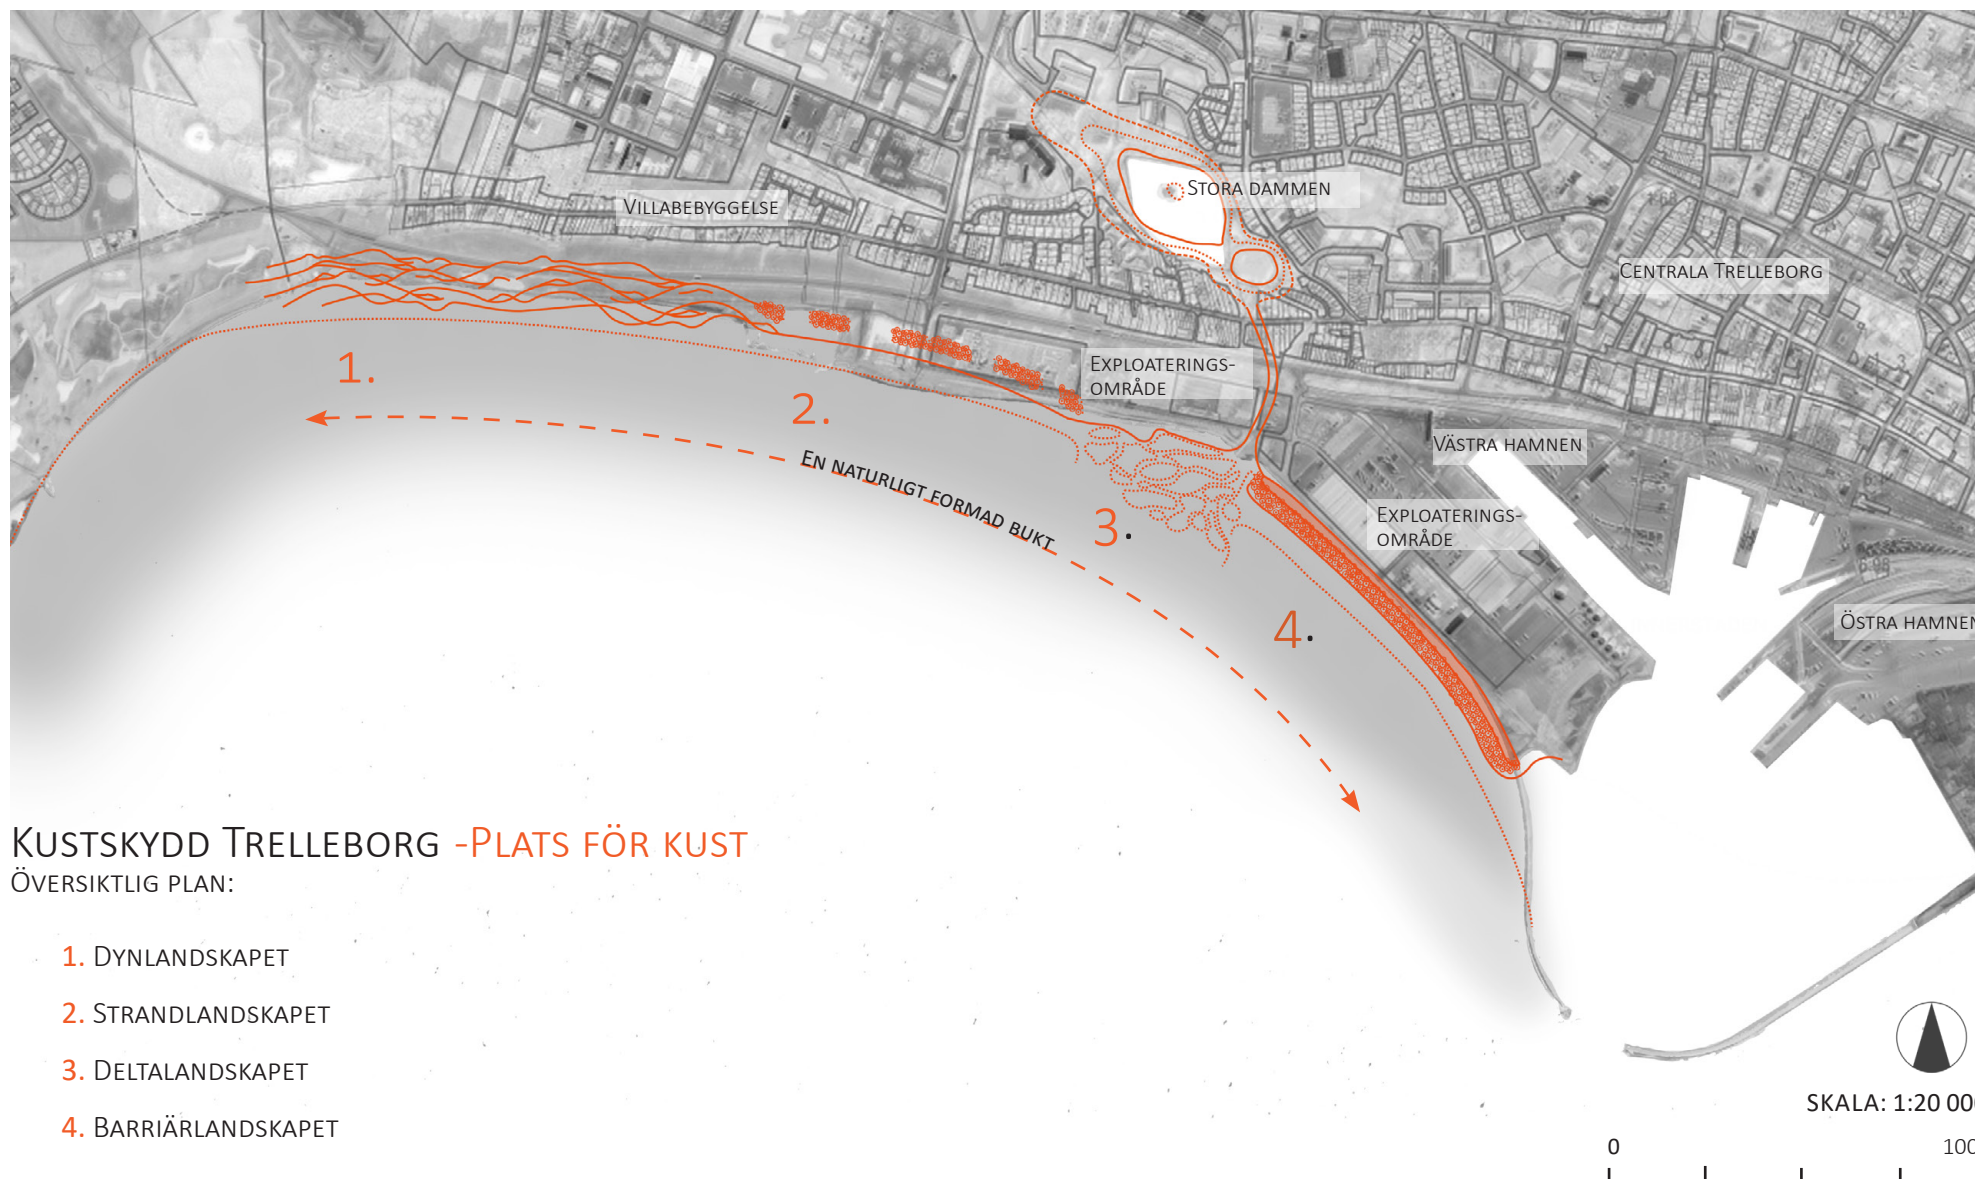 Stora dammen
Villabebyggelse
Centrala Trelleborg
Exploaterings-
område
1.
2.
Västra hamnen
En naturligt formad bukt
Exploaterings-
område
3.
4.
Östra hamnen
Kustskydd Trelleborg -Plats för kust
Översiktlig plan:
1. Dynlandskapet
2. Strandlandskapet
3. Deltalandskapet
4. Barriärlandskapet
SKALA: 1:20 00
0 100